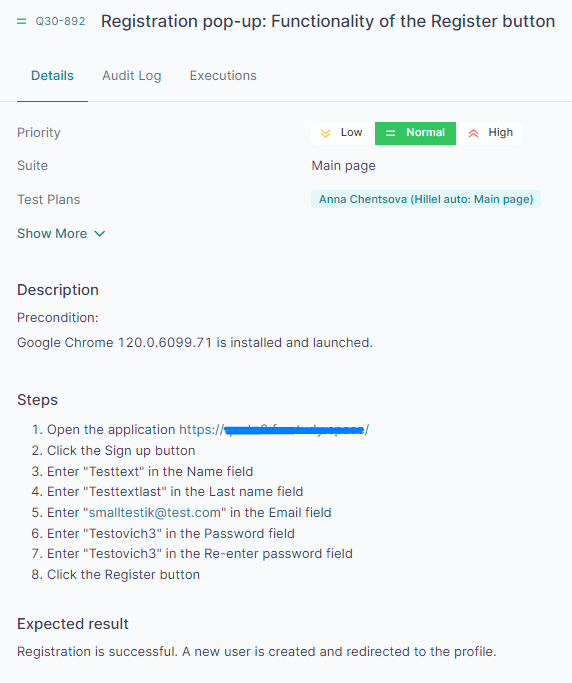 Q30-892 Registration pop-up: Functionality of the Register button
Details Audit Log Executions
Priority Low Normal High
Suite Main page
Test Plans Anna Chentsova (Hillel auto: Main page)
Show More
Description
Precondition:
Google Chrome 120.0.6099.71 is installed and launched.
Steps
1. Open the application https:// /
2. Click the Sign up button
3. Enter "Testtext" in the Name field
4. Enter "Testtextlast" in the Last name field
5. Enter "smalltestik@test.com" in the Email field
6. Enter "Testovich3" in the Password field
7. Enter "Testovich3" in the Re-enter password field
8. Click the Register button
Expected result
Registration is successful. A new user is created and redirected to the profile.